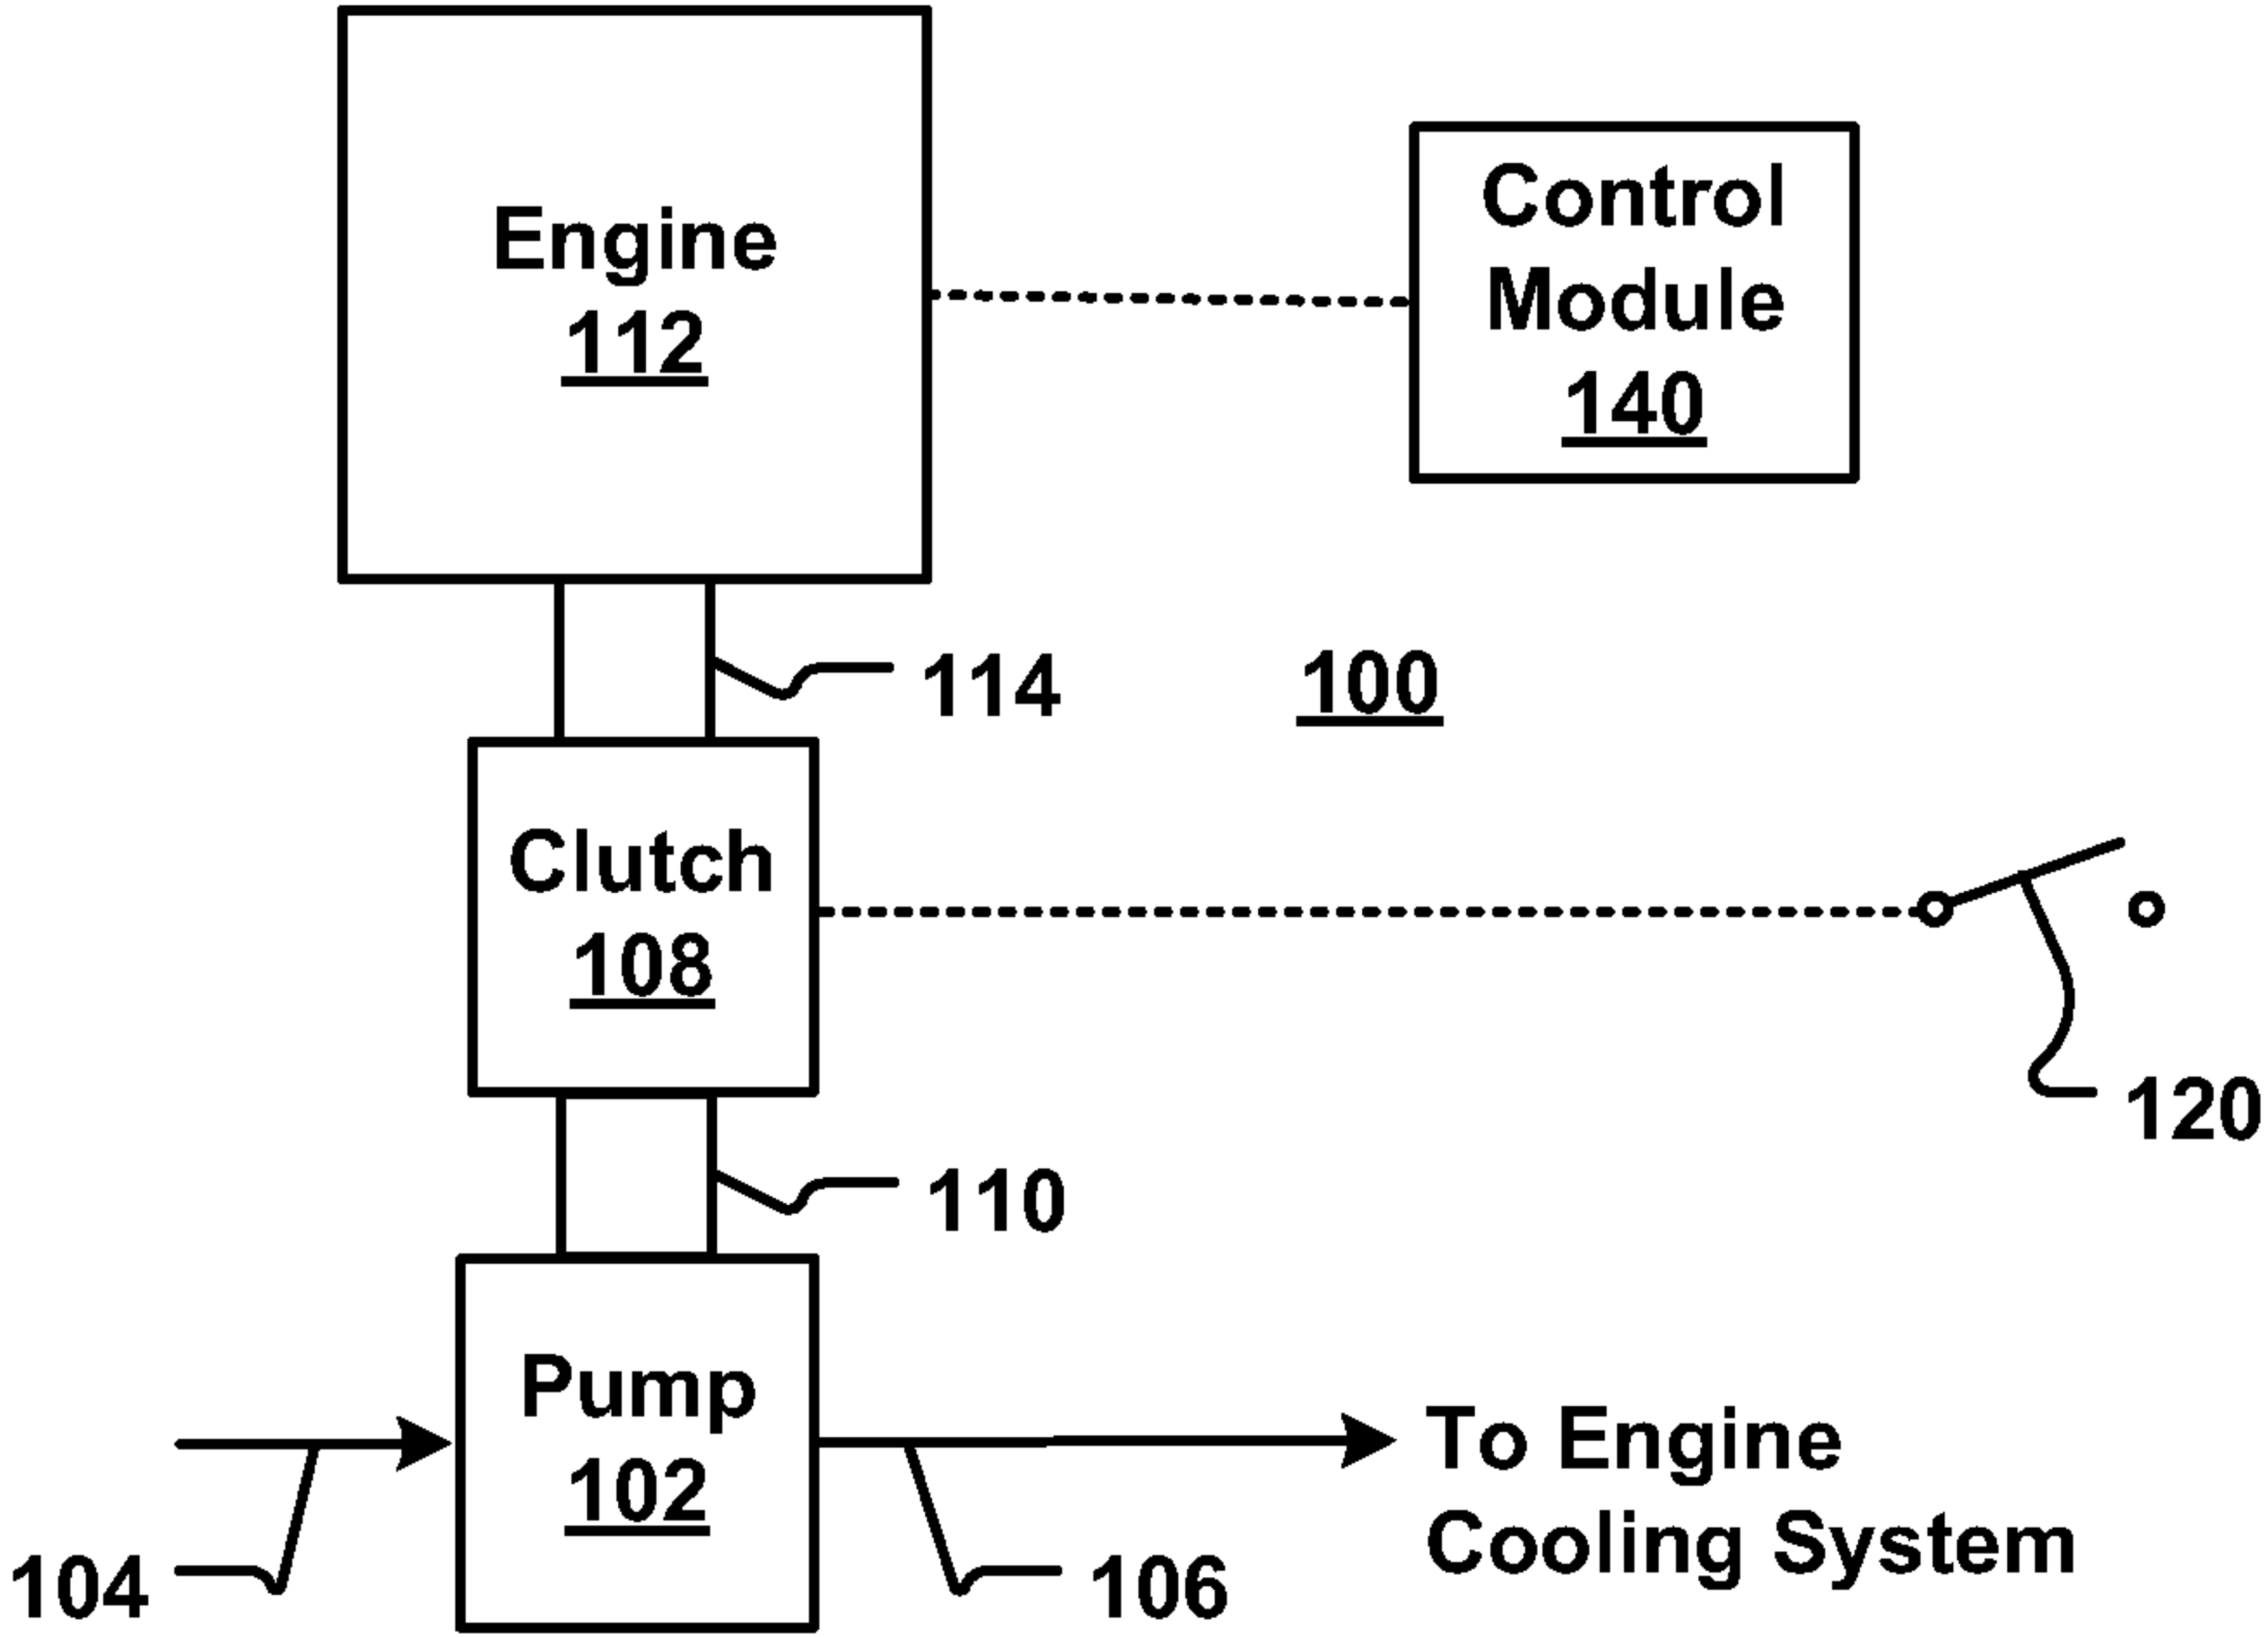 Engine
112
Control
Module
140
114
100
Clutch
108
120
110
Pump
102
To Engine
Cooling System
104
106